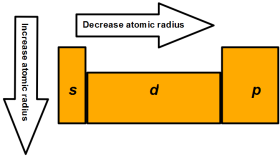 Decrease atomic radius
Increase atomic radius
s d p